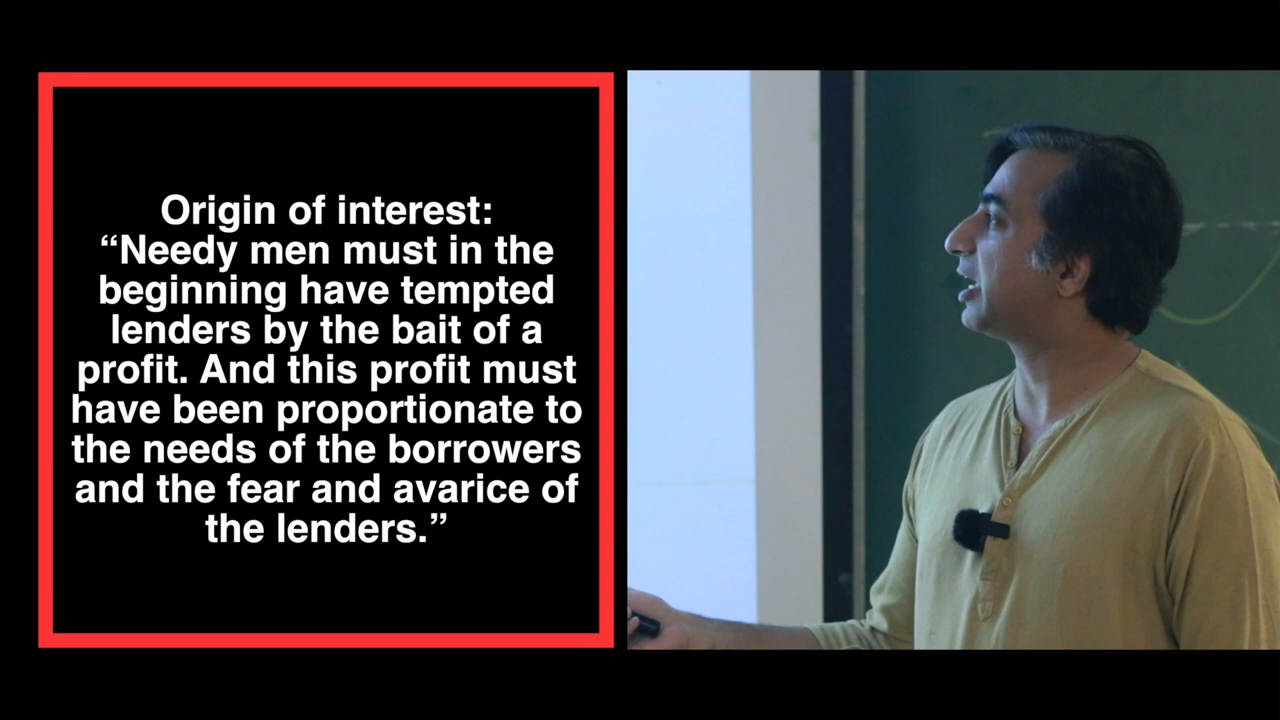 Origin of interest:
“Needy men must in the
beginning have tempted
lenders by the bait of a
profit. And this profit must
have been proportionate to
the needs of the borrowers
and the fear and avarice of
the lenders.”